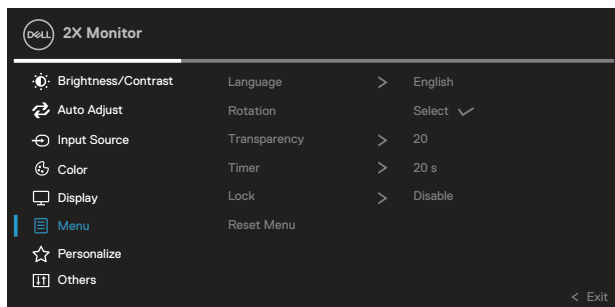 DELL 2X Monitor
Brightness/Contrast Language > English
Auto Adjust Rotation Select ✓
Input Source Transparency > 20
Color Timer > 20 s
Display Lock > Disable
Menu Reset Menu
Personalize
Others
< Exit